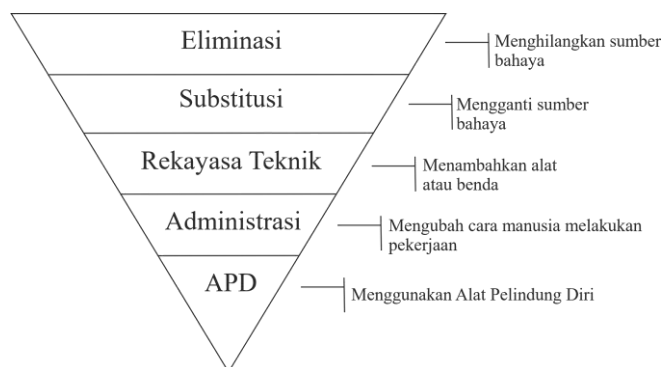 Eliminasi
Menghilangkan sumber
bahaya
Substitusi
Mengganti sumber
bahaya
Rekayasa Teknik
Menambahkan alat
atau benda
Administrasi
Mengubah cara manusia melakukan
pekerjaan
APD
Menggunakan Alat Pelindung Diri